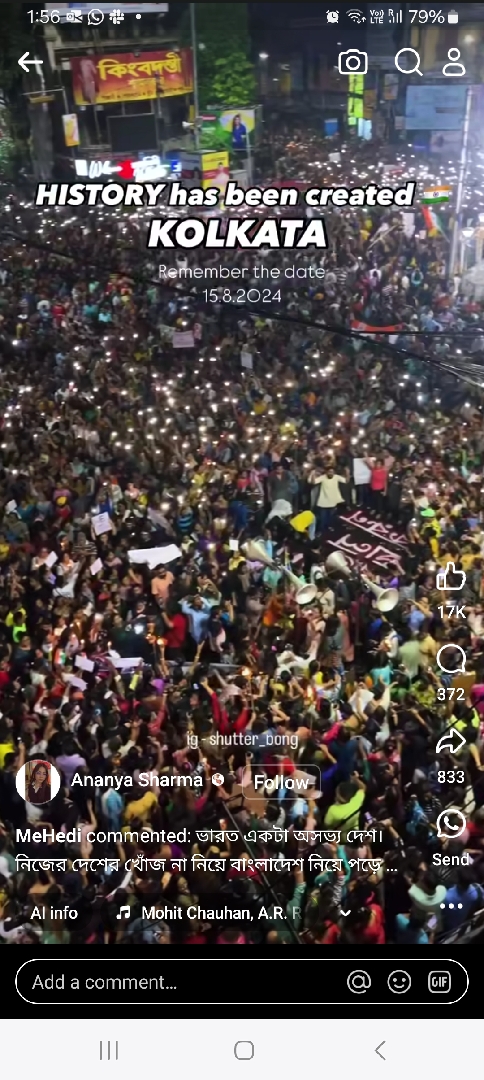 1:56
79%
কিংবদন্তী
HISTORY has been created
KOLKATA
Remember the date
15.8.2024
17K
372
ig - shutter_bong
833
Ananya Sharma
Follow
MeHedi commented: ভারত একটা অসভ্য দেশ।
নিজের দেশের খোঁজ না নিয়ে বাংলাদেশ নিয়ে পড়ে ...
Send
AI info
Mohit Chauhan, A.R. R
Add a comment...
GIF